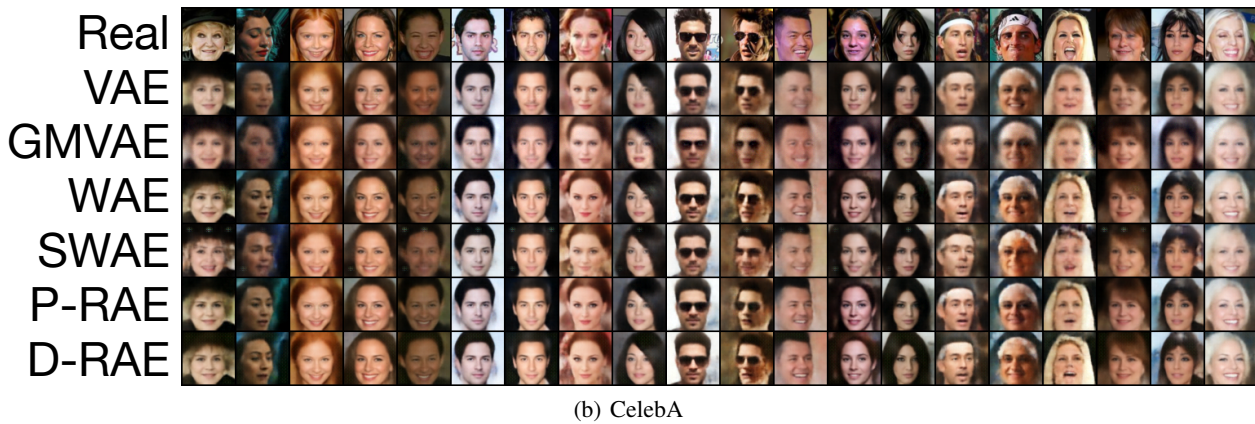 Real
VAE
GMVAE
WAE
SWAE
P-RAE
D-RAE
(b) CelebA